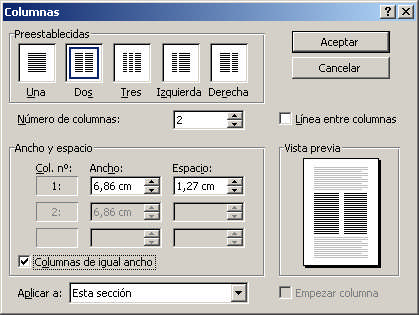 Columnas
Preestablecidas
Una Dos Tres Izquierda Derecha
Aceptar
Cancelar
Número de columnas: 2
Línea entre columnas
Ancho y espacio
Col. nº: Ancho: Espacio:
1: 6,86 cm 1,27 cm
2: 6,86 cm
Columnas de igual ancho
Vista previa
Aplicar a: Esta sección
Empezar columna